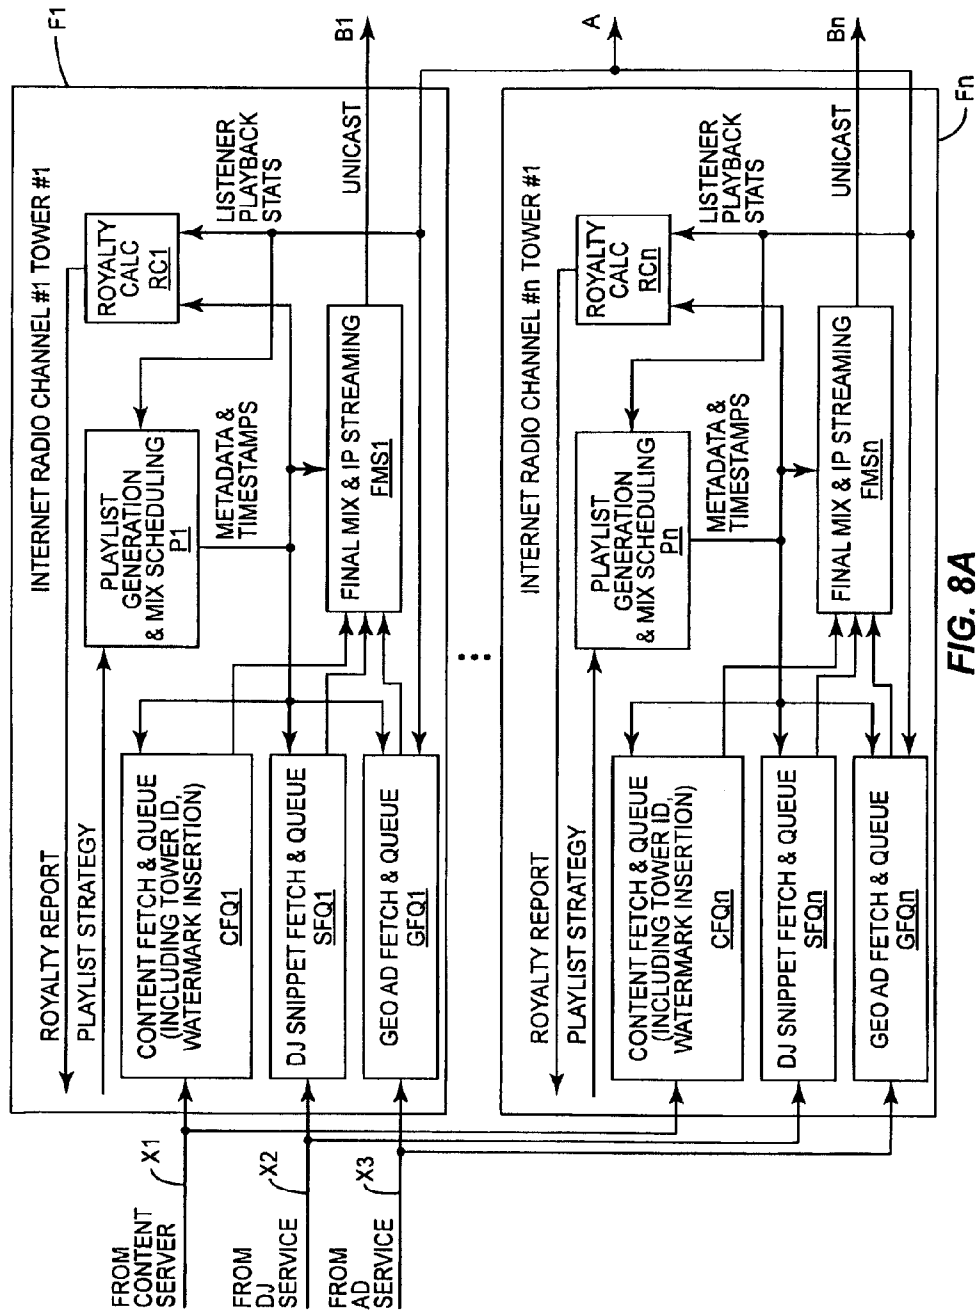 F1
INTERNET RADIO CHANNEL #1 TOWER #1
ROYALTY REPORT
PLAYLIST STRATEGY
ROYALTY
CALC
RC1
PLAYLIST
GENERATION
& MIX SCHEDULING
P1
LISTENER
PLAYBACK
STATS
METADATA &
TIMESTAMPS
CONTENT FETCH & QUEUE
(INCLUDING TOWER ID,
WATERMARK INSERTION)
CFQ1
DJ SNIPPET FETCH & QUEUE
SFQ1
GEO AD FETCH & QUEUE
GFQ1
FINAL MIX & IP STREAMING
FMS1
UNICAST
B1
FROM
CONTENT
SERVER
X1
FROM
DJ
SERVICE
X2
FROM
AD
SERVICE
X3
A
...
INTERNET RADIO CHANNEL #n TOWER #1
ROYALTY REPORT
PLAYLIST STRATEGY
ROYALTY
CALC
RCn
PLAYLIST
GENERATION
& MIX SCHEDULING
Pn
LISTENER
PLAYBACK
STATS
METADATA &
TIMESTAMPS
CONTENT FETCH & QUEUE
(INCLUDING TOWER ID,
WATERMARK INSERTION)
CFQn
DJ SNIPPET FETCH & QUEUE
SFQn
GEO AD FETCH & QUEUE
GFQn
FINAL MIX & IP STREAMING
FMSn
UNICAST
Bn
Fn
FIG. 8A